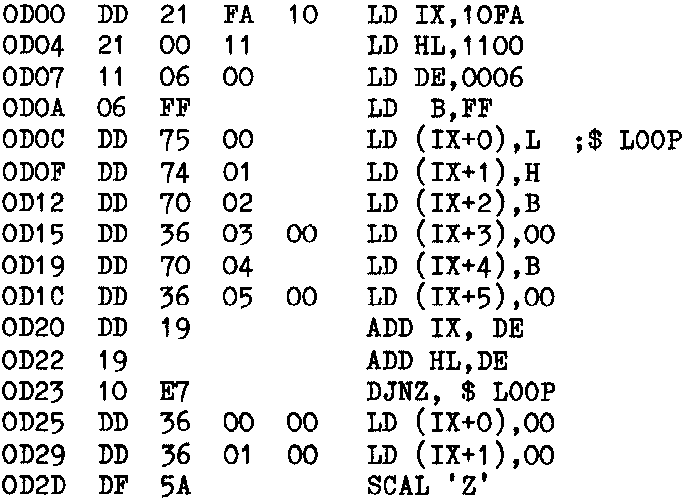 0D00 DD 21 FA 10 LD IX,10FA
0D04 21 00 11 LD HL,1100
0D07 11 06 00 LD DE,0006
0D0A 06 FF LD B,FF
0D0C DD 75 00 LD (IX+0),L ;$ LOOP
0D0F DD 74 01 LD (IX+1),H
0D12 DD 70 02 LD (IX+2),B
0D15 DD 36 03 00 LD (IX+3),00
0D19 DD 70 04 LD (IX+4),B
0D1C DD 36 05 00 LD (IX+5),00
0D20 DD 19 ADD IX, DE
0D22 19 ADD HL,DE
0D23 10 E7 DJNZ, $ LOOP
0D25 DD 36 00 00 LD (IX+0),00
0D29 DD 36 01 00 LD (IX+1),00
0D2D DF 5A SCAL 'Z'